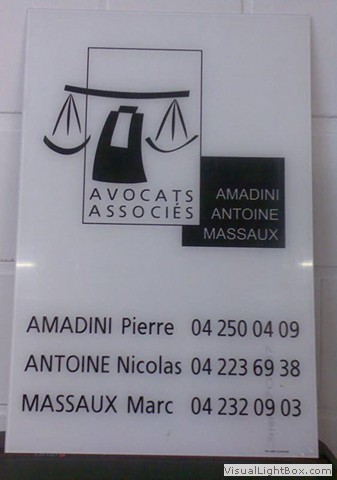 AVOCATS
ASSOCIÉS
AMADINI
ANTOINE
MASSAUX
AMADINI Pierre 04 250 04 09
ANTOINE Nicolas 04 223 69 38
MASSAUX Marc 04 232 09 03
VisualLightBox.com